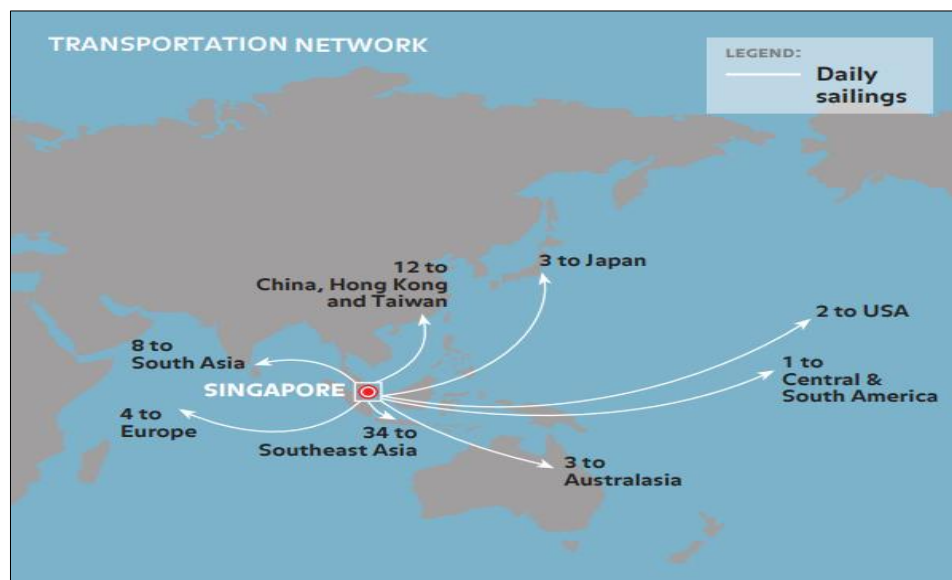 TRANSPORTATION NETWORK
LEGEND:
Daily
sailings
12 to
China, Hong Kong
and Taiwan
3 to Japan
2 to USA
8 to
South Asia
1 to
Central &
South America
SINGAPORE
4 to
Europe
34 to
Southeast Asia
3 to
Australasia